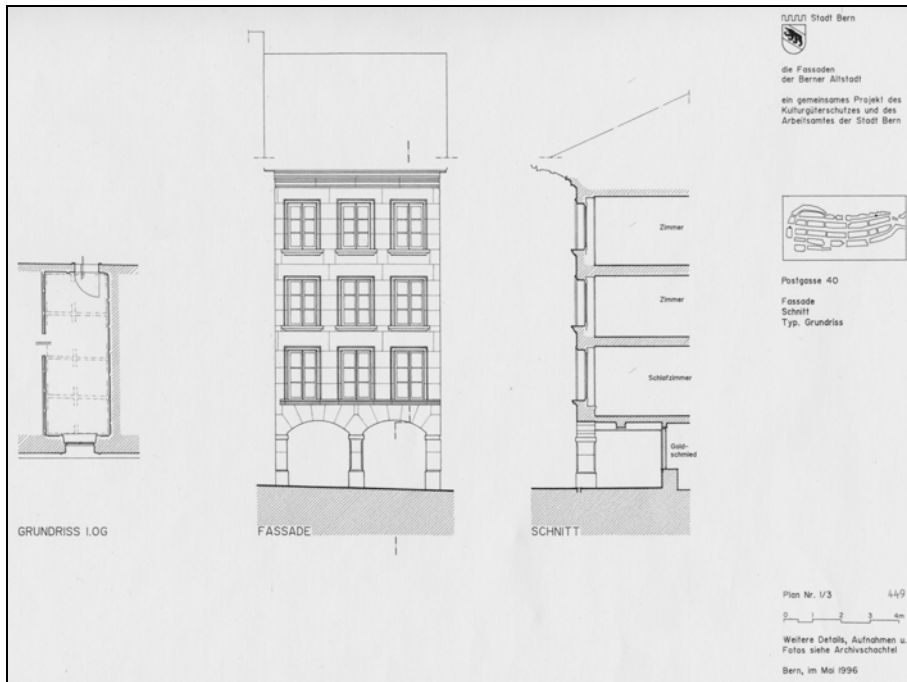 Stadt Bern
die Fassaden
der Berner Altstadt
ein gemeinsames Projekt des
Kulturgüterschutzes und des
Arbeitsamtes der Stadt Bern
Postgasse 40
Fassade
Schnitt
Typ. Grundriss
Zimmer
Zimmer
Schlafzimmer
Gold-
schmied
GRUNDRISS 1.OG
FASSADE
SCHNITT
Plan Nr. 1/3 449
0 1 2 3 4m
Weitere Details, Aufnahmen u.
Fotos siehe Archivschachtel
Bern, im Mai 1996